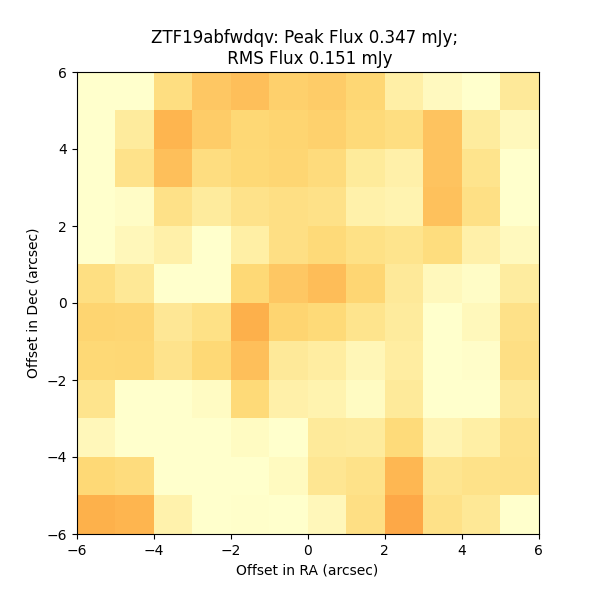 ZTF19abfwdqv: Peak Flux 0.347 mJy;
RMS Flux 0.151 mJy
6
4
2
0
−2
−4
−6
Offset in Dec (arcsec)
−6 −4 −2 0 2 4 6
Offset in RA (arcsec)